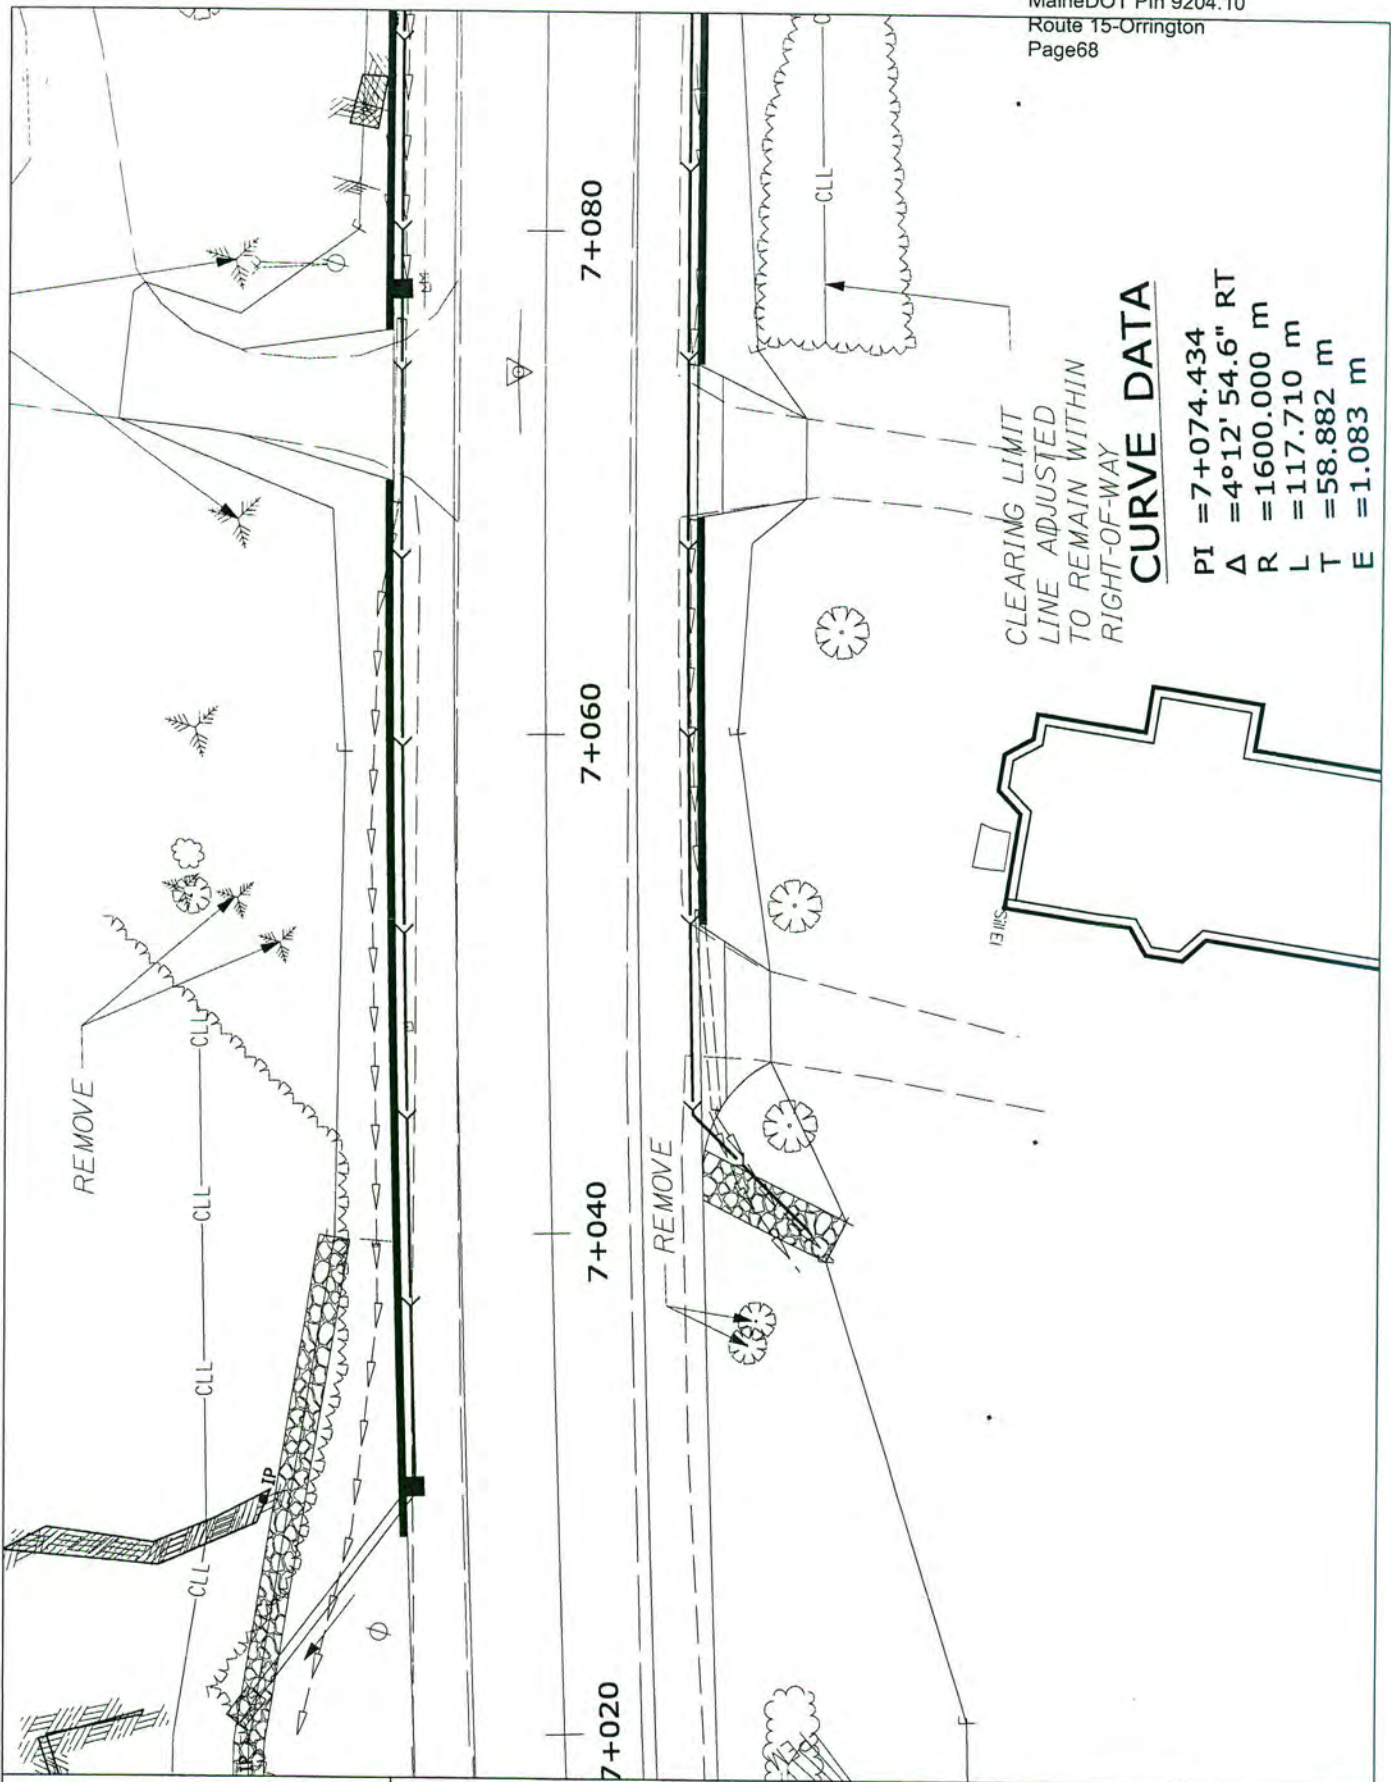 MaineDOT Pin 9204.10
Route 15-Orrington
Page68
7+080
7+060
7+040
7+020
CLL
REMOVE
CLL
CLL
CLL
CLL
IP
IP
REMOVE
CLEARING LIMIT
LINE ADJUSTED
TO REMAIN WITHIN
RIGHT-OF-WAY
CURVE DATA
PI =7+074.434
Δ =4°12'54.6" RT
R =1600.000 m
L =117.710 m
T =58.882 m
E =1.083 m